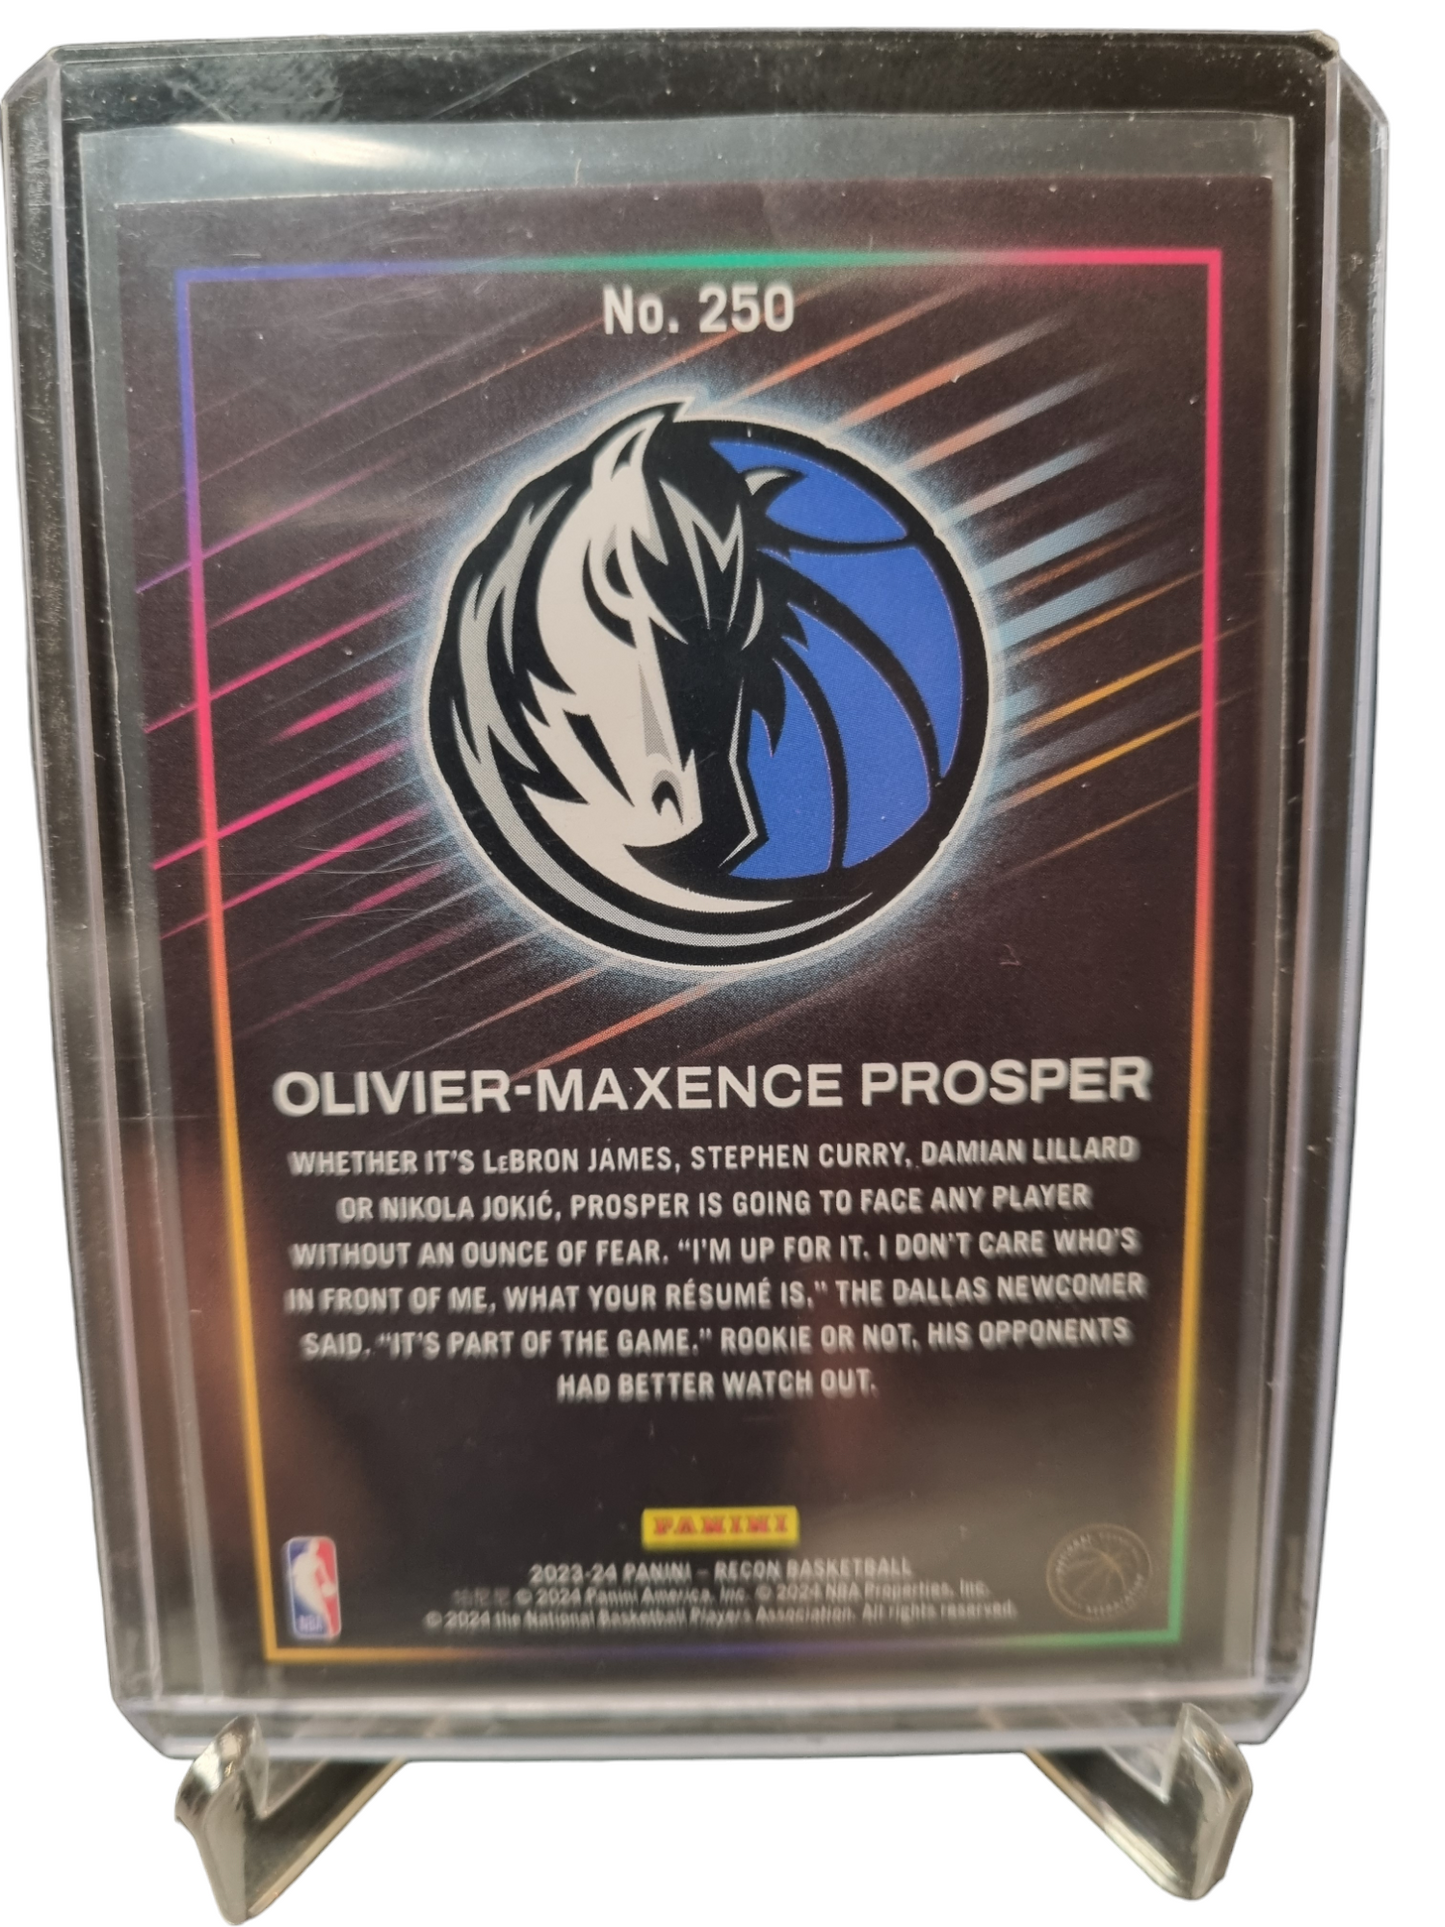 No. 250
OLIVIER-MAXENCE PROSPER
WHETHER IT'S LeBRON JAMES, STEPHEN CURRY, DAMIAN LILLARD
OR NIKOLA JOKIĆ, PROSPER IS GOING TO FACE ANY PLAYER
WITHOUT AN OUNCE OF FEAR. “I'M UP FOR IT. I DON'T CARE WHO'S
IN FRONT OF ME, WHAT YOUR RÉSUMÉ IS,” THE DALLAS NEWCOMER
SAID. “IT'S PART OF THE GAME.” ROOKIE OR NOT, HIS OPPONENTS
HAD BETTER WATCH OUT.
PANINI
2023-24 PANINI – RECON BASKETBALL
© 2024 Panini America, Inc. © 2024 NBA Properties, Inc.
© 2024 the National Basketball Players Association. All rights reserved.